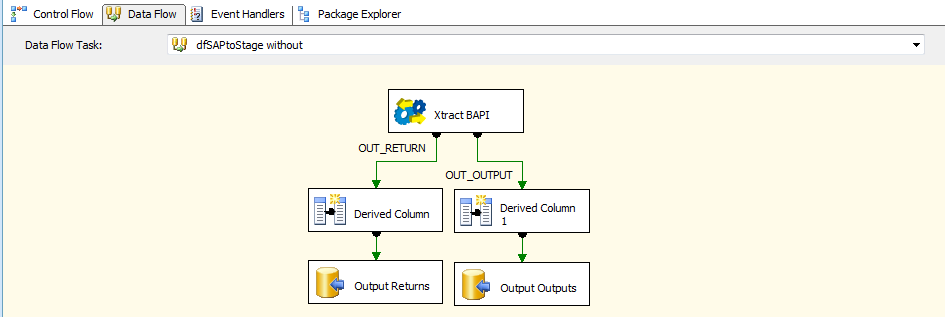 Control Flow Data Flow Event Handlers Package Explorer
Data Flow Task: dfSAPtoStage without
Xtract BAPI
OUT_RETURN
OUT_OUTPUT
Derived Column
Derived Column
1
Output Returns
Output Outputs